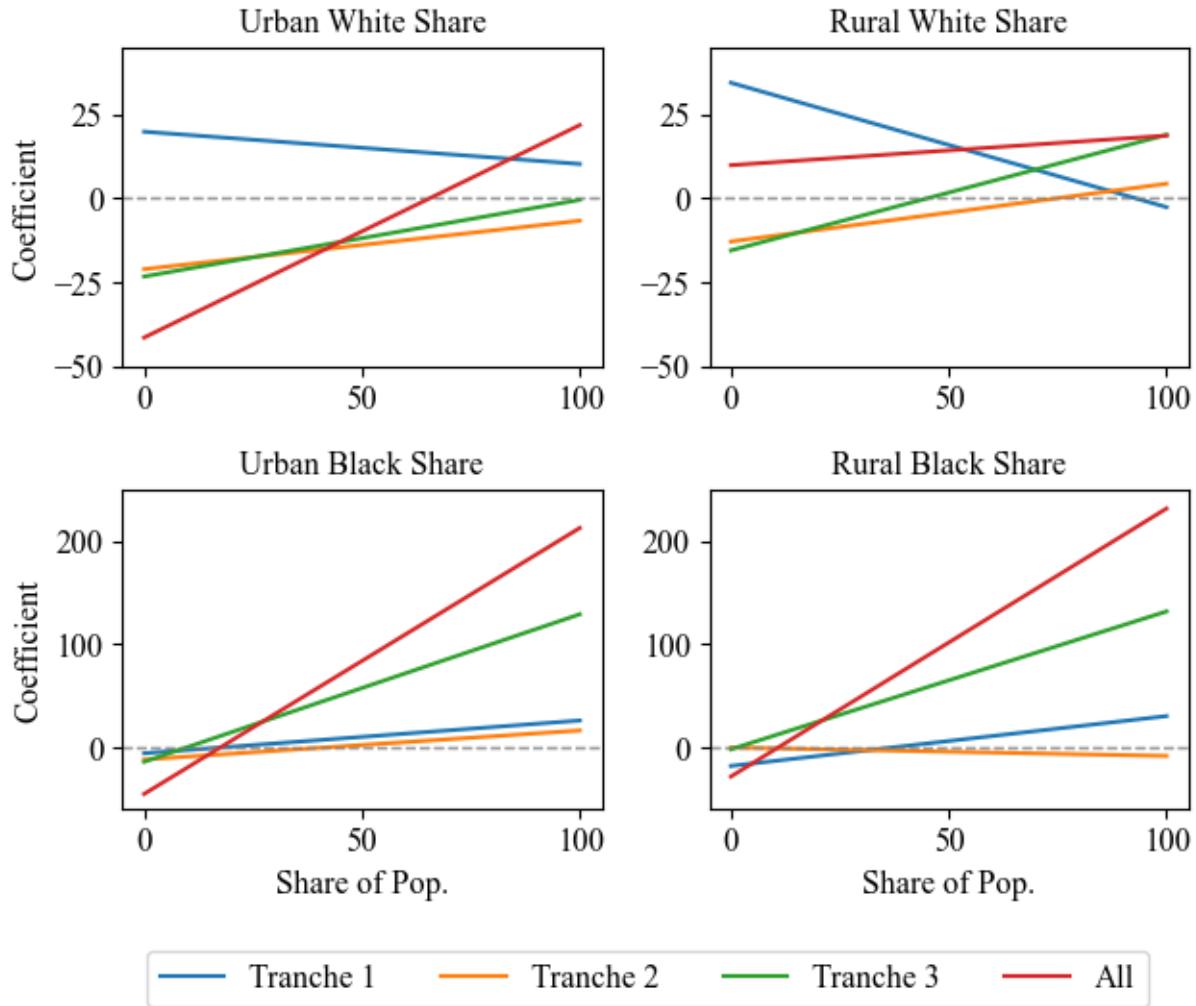 Urban White Share
Rural White Share
Coefficient
25
0
−25
−50
0 50 100
25
0
−25
−50
0 50 100
Urban Black Share
Rural Black Share
Coefficient
200
100
0
0 50 100
Share of Pop.
200
100
0
0 50 100
Share of Pop.
Tranche 1 Tranche 2 Tranche 3 All